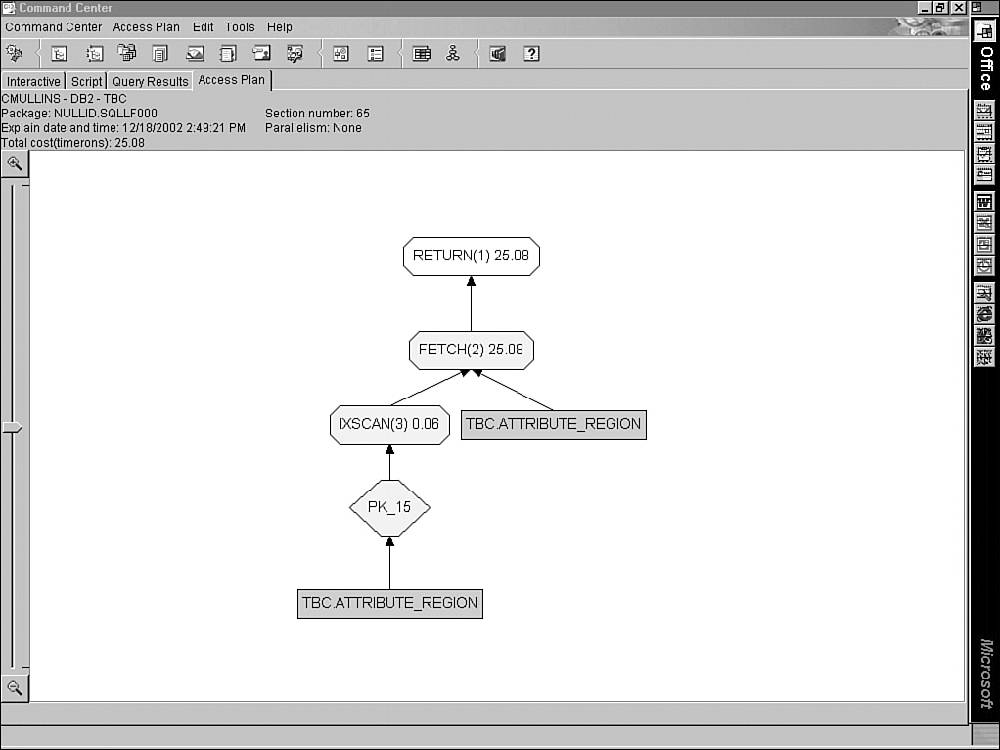 Command Center
Command Center Access Plan Edit Tools Help
Interactive Script Query Results Access Plan
CMULLINS - DB2 - TBC
Package: NULLID.SQLLF000 Section number: 65
Explain date and time: 12/18/2002 2:49:21 PM Parallelism: None
Total cost(timerons): 25.08
RETURN(1) 25.08
FETCH(2) 25.08
IXSCAN(3) 0.06 TBC.ATTRIBUTE_REGION
PK_15
TBC.ATTRIBUTE_REGION
Office
Microsoft